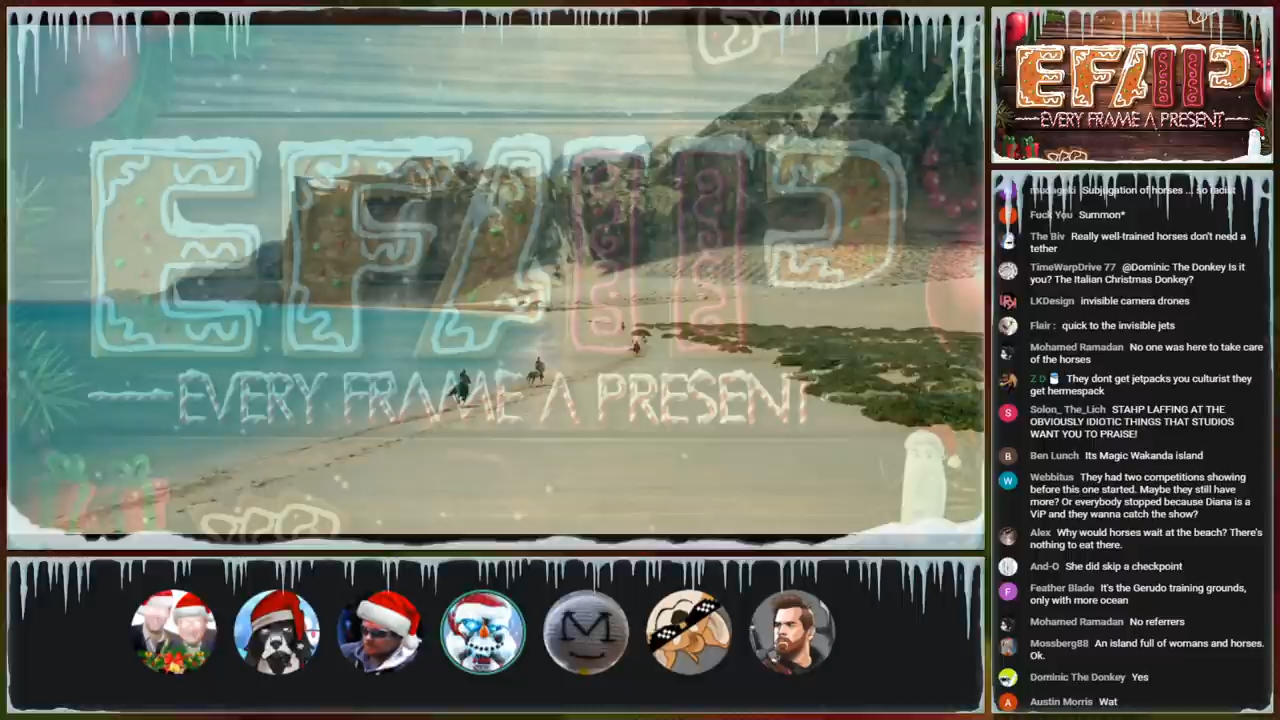 EFAP
EVERY FRAME A PRESENT
M
EFAP
EVERY FRAME A PRESENT
mudageki Subjugation of horses ... so racist
Fuck You Summon*
The Biv Really well-trained horses don't need a
tether
TimeWarpDrive 77 @Dominic The Donkey Is it
you? The Italian Christmas Donkey?
LKDesign invisible camera drones
Flair : quick to the invisible jets
Mohamed Ramadan No one was here to take care
of the horses
Z D They dont get jetpacks you culturist they
get hermespack
S Solon_ The_Lich STAHP LAFFING AT THE
OBVIOUSLY IDIOTIC THINGS THAT STUDIOS
WANT YOU TO PRAISE!
B Ben Lunch Its Magic Wakanda island
W Webbitus They had two competitions showing
before this one started. Maybe they still have
more? Or everybody stopped because Diana is a
ViP and they wanna catch the show?
Alex Why would horses wait at the beach? There's
nothing to eat there.
And-O She did skip a checkpoint
F Feather Blade It's the Gerudo training grounds,
only with more ocean
Mohamed Ramadan No referrers
Mossberg88 An island full of womans and horses.
Ok.
Dominic The Donkey Yes
A Austin Morris Wat